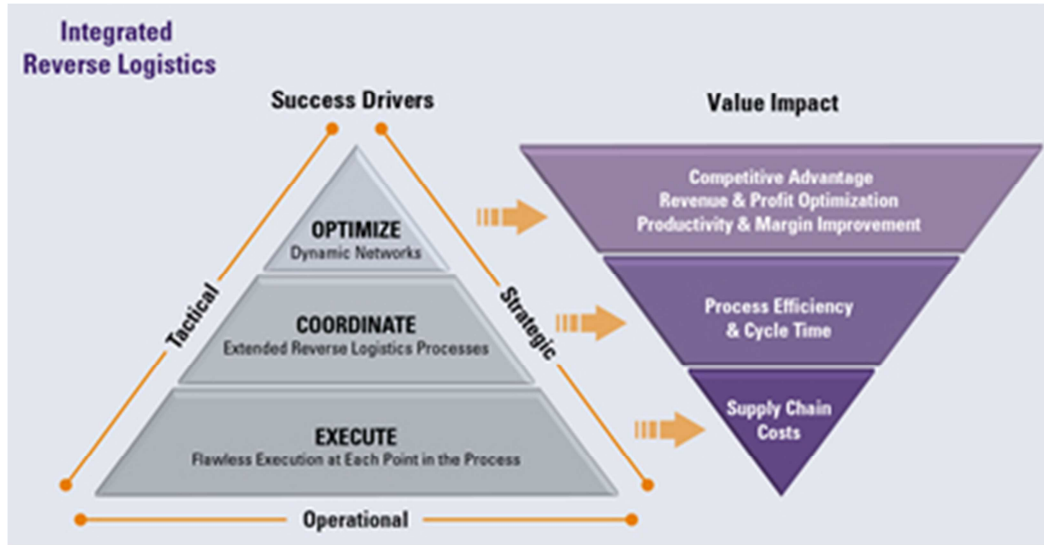 Integrated
Reverse Logistics
Success Drivers
Value Impact
OPTIMIZE
Dynamic Networks
COORDINATE
Extended Reverse Logistics Processes
EXECUTE
Flawless Execution at Each Point in the Process
Tactical
Strategic
Operational
Competitive Advantage
Revenue & Profit Optimization
Productivity & Margin Improvement
Process Efficiency
& Cycle Time
Supply Chain
Costs